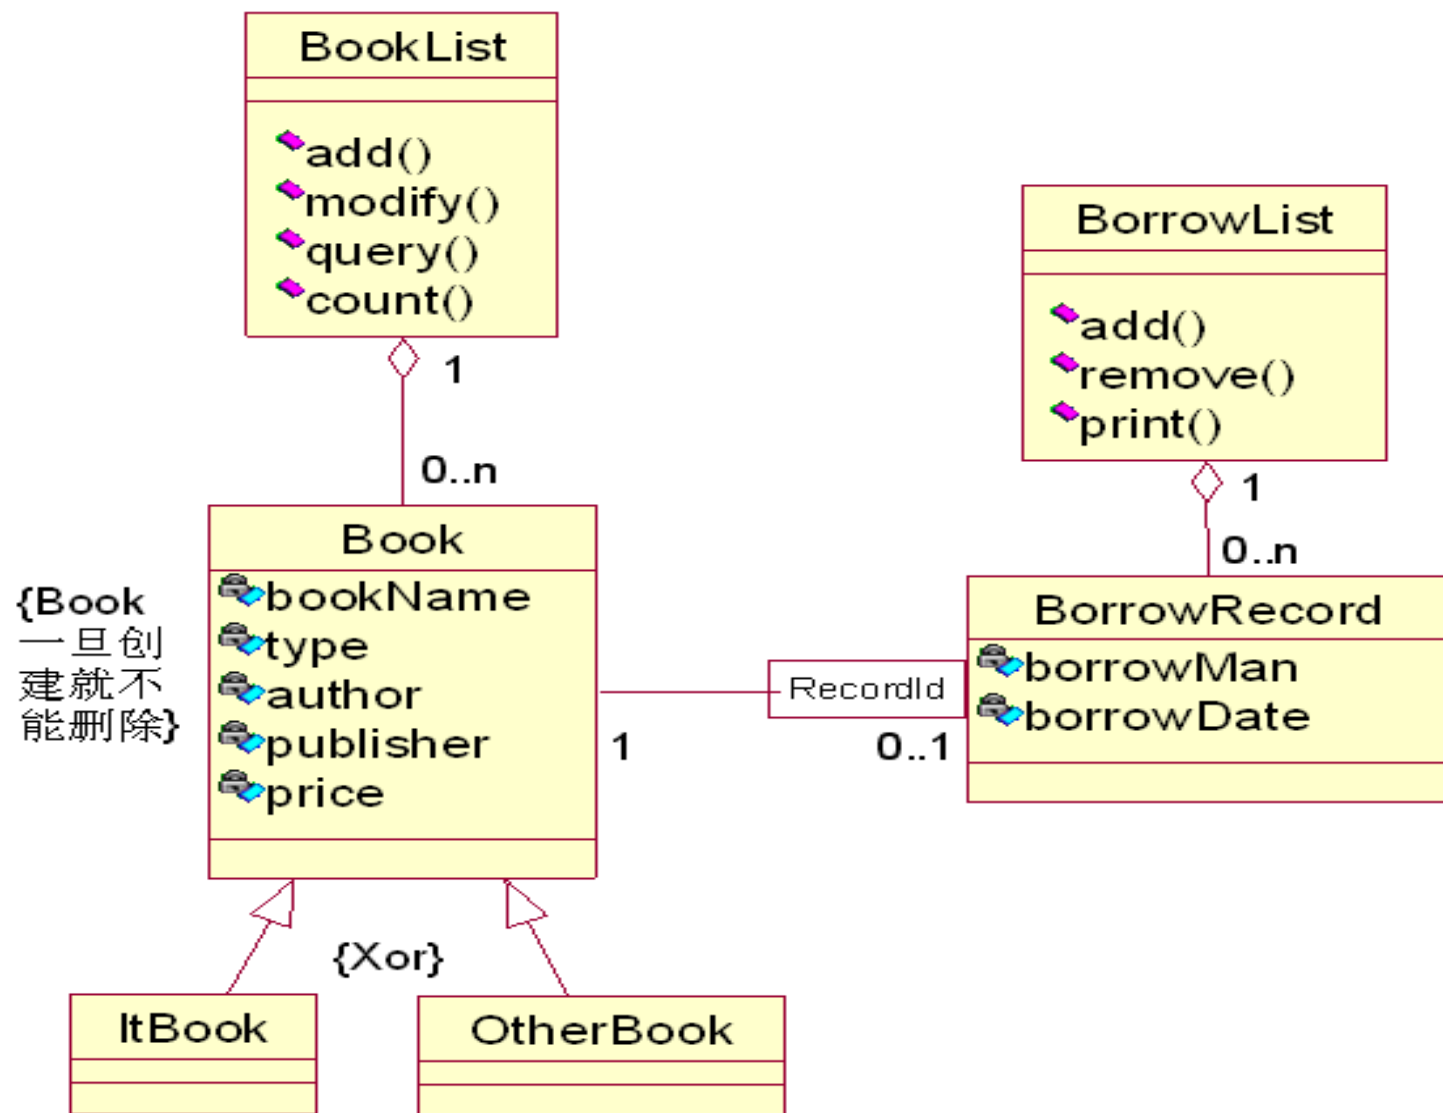 BookList
add()
modify()
query()
count()
1
0..n
BorrowList
add()
remove()
print()
1
0..n
{Book
一旦创
建就不
能删除}
Book
bookName
type
author
publisher
price
1
RecordId
0..1
BorrowRecord
borrowMan
borrowDate
{Xor}
ItBook
OtherBook